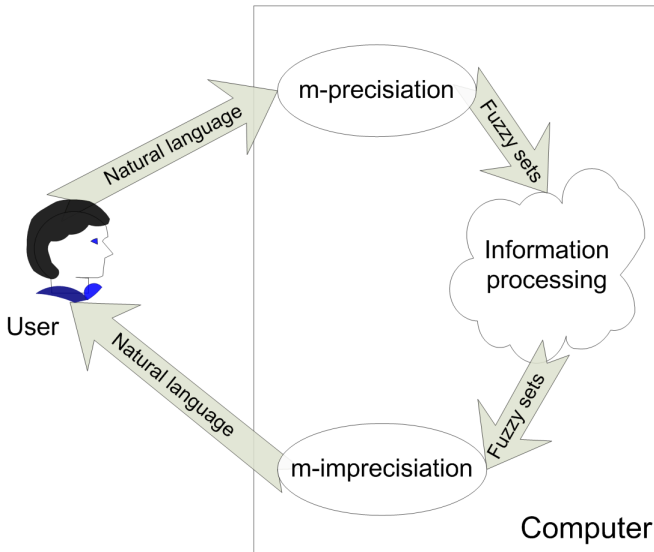 m-precisiation
Natural language
Fuzzy sets
Information
processing
User
Natural language
Fuzzy sets
m-imprecisiation
Computer